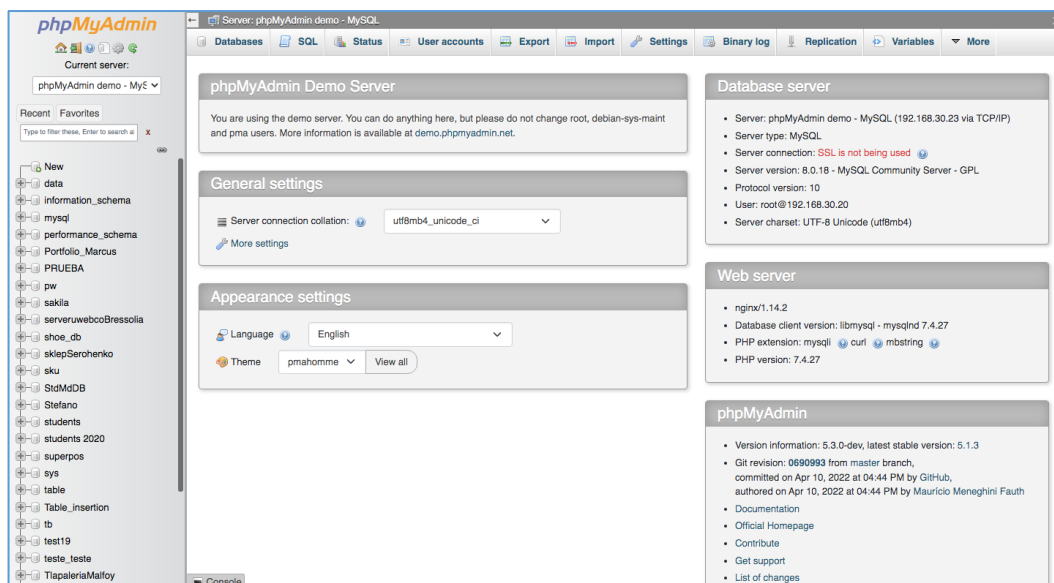 phpMyAdmin
Current server:
phpMyAdmin demo - MyS
Recent Favorites
Type to filter these, Enter to search al X
New
data
information_schema
mysql
performance_schema
Portfolio_Marcus
PRUEBA
pw
sakila
serveruwebcoBressolia
shoe_db
sklepSerohenko
sku
StdMdDB
Stefano
students
students 2020
superpos
sys
table
Table_insertion
tb
test19
teste_teste
TlapaleriaMalfoy
Server: phpMyAdmin demo - MySQL
Databases SQL Status User accounts Export Import Settings Binary log Replication Variables More
phpMyAdmin Demo Server
You are using the demo server. You can do anything here, but please do not change root, debian-sys-maint
and pma users. More information is available at demo.phpmyadmin.net.
General settings
Server connection collation: utf8mb4_unicode_ci
More settings
Appearance settings
Language English
Theme pmahomme View all
Console
Database server
• Server: phpMyAdmin demo - MySQL (192.168.30.23 via TCP/IP)
• Server type: MySQL
• Server connection: SSL is not being used
• Server version: 8.0.18 - MySQL Community Server - GPL
• Protocol version: 10
• User: root@192.168.30.20
• Server charset: UTF-8 Unicode (utf8mb4)
Web server
• nginx/1.14.2
• Database client version: libmysql - mysqlnd 7.4.27
• PHP extension: mysqli curl mbstring
• PHP version: 7.4.27
phpMyAdmin
• Version information: 5.3.0-dev, latest stable version: 5.1.3
• Git revision: 0690993 from master branch,
committed on Apr 10, 2022 at 04:44 PM by GitHub,
authored on Apr 10, 2022 at 04:44 PM by Maurício Meneghini Fauth
• Documentation
• Official Homepage
• Contribute
• Get support
• List of changes